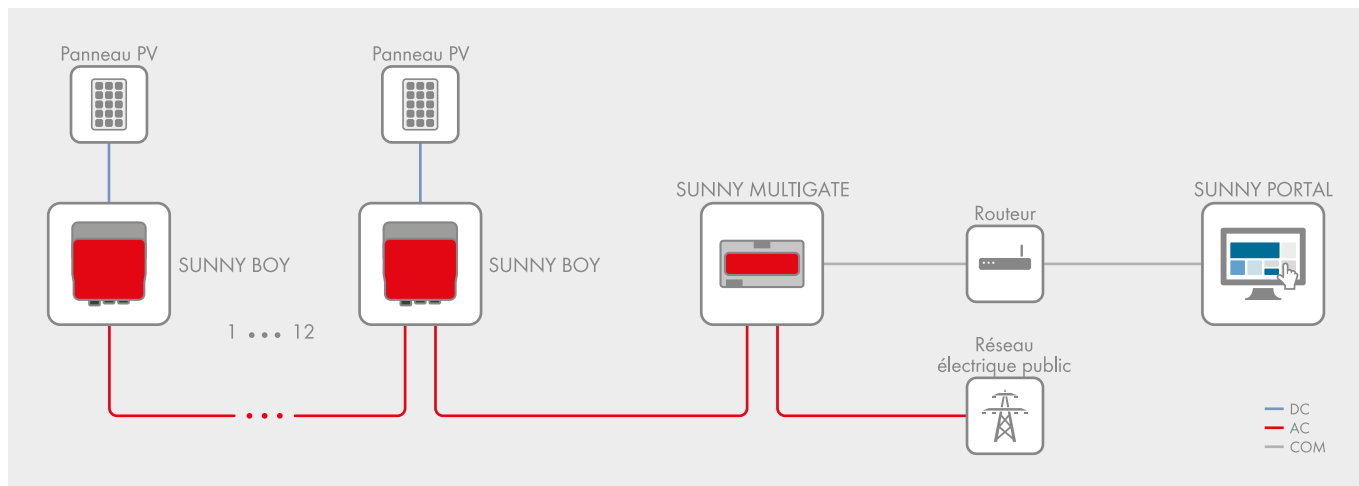 Panneau PV
Panneau PV
SUNNY MULTIGATE
SUNNY PORTAL
Routeur
SUNNY BOY
SUNNY BOY
1 ... 12
Réseau
électrique public
DC
AC
COM